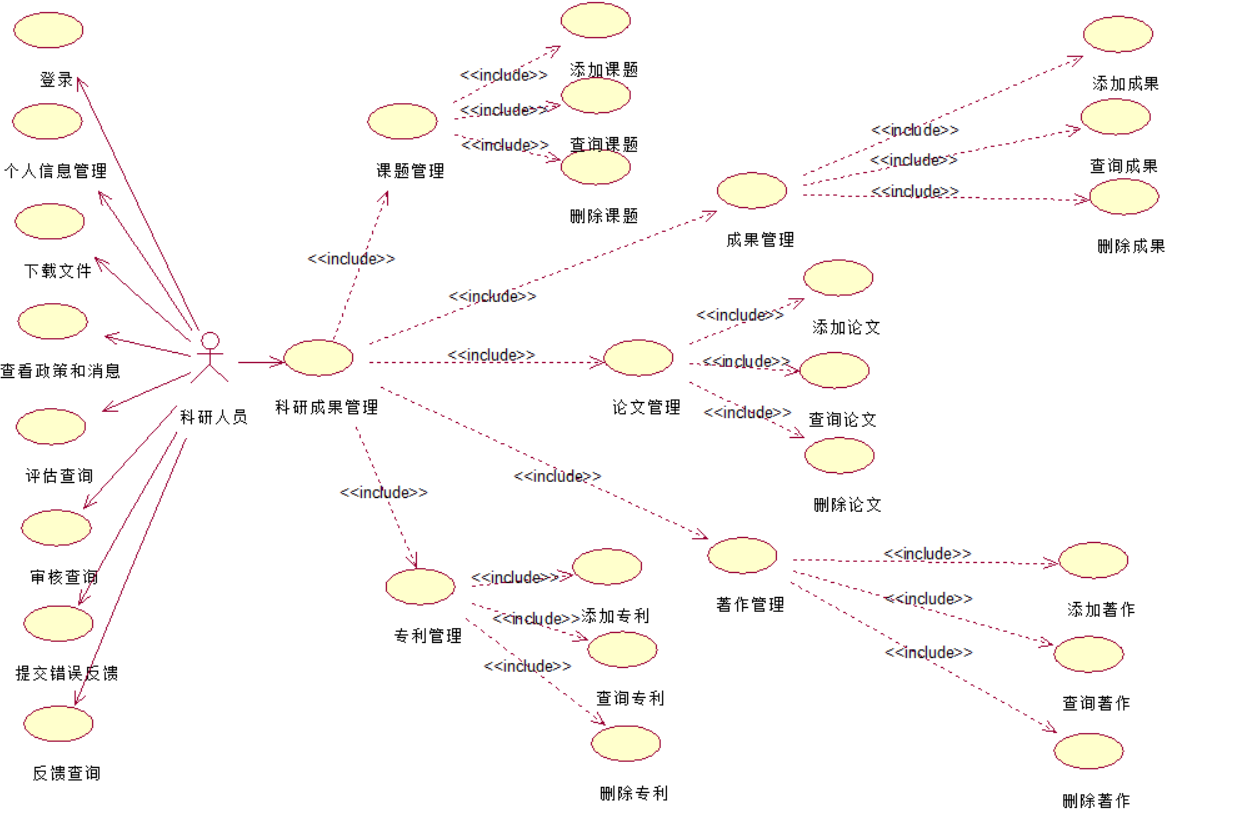 登录
个人信息管理
下载文件
查看政策和消息
评估查询
审核查询
提交错误反馈
反馈查询
科研人员
科研成果管理
<<include>>
<<include>>
<<include>>
<<include>>
<<include>>
课题管理
<<include>>
<<include>>
<<include>>
添加课题
查询课题
删除课题
成果管理
<<include>>
<<include>>
<<include>>
添加成果
查询成果
删除成果
论文管理
<<include>>
<<include>>
<<include>>
添加论文
查询论文
删除论文
专利管理
<<include>>
<<include>>
<<include>>
添加专利
查询专利
删除专利
著作管理
<<include>>
<<include>>
<<include>>
添加著作
查询著作
删除著作